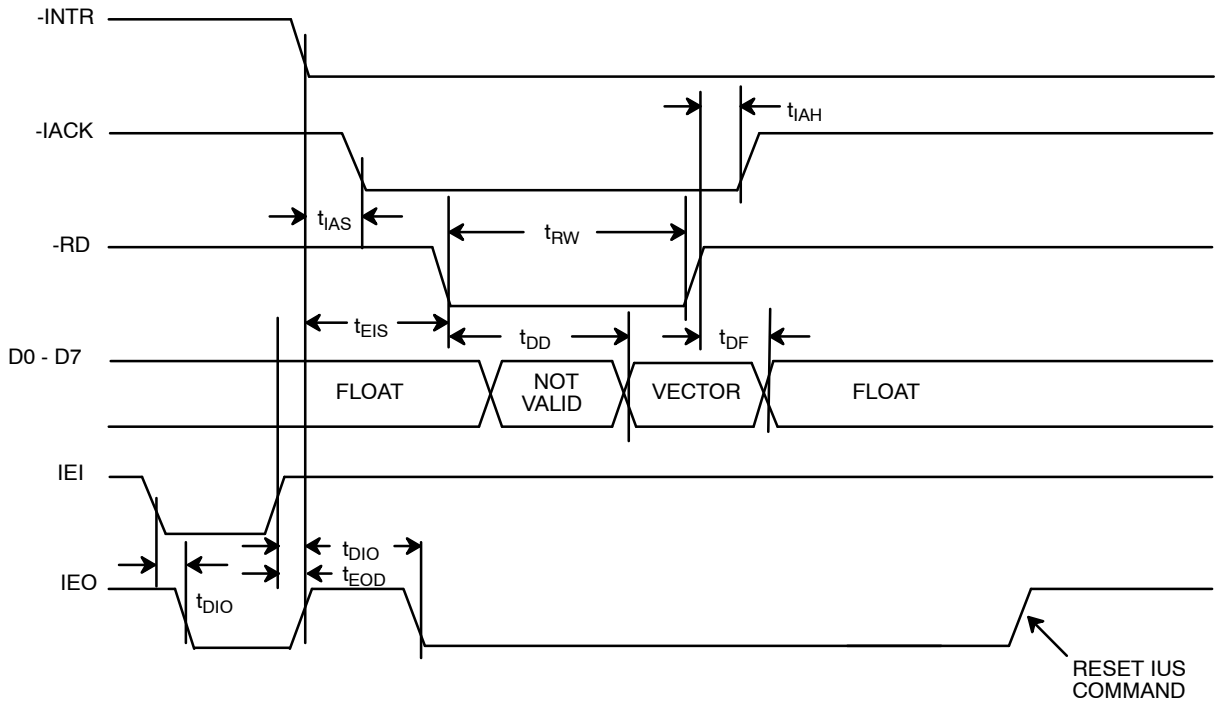 -INTR
tIAH
-IACK
tIAS
tRW
-RD
tEIS
tDD
tDF
D0 - D7
FLOAT
NOT
VALID
VECTOR
FLOAT
IEI
tDIO
tEOD
IEO
tDIO
RESET IUS
COMMAND